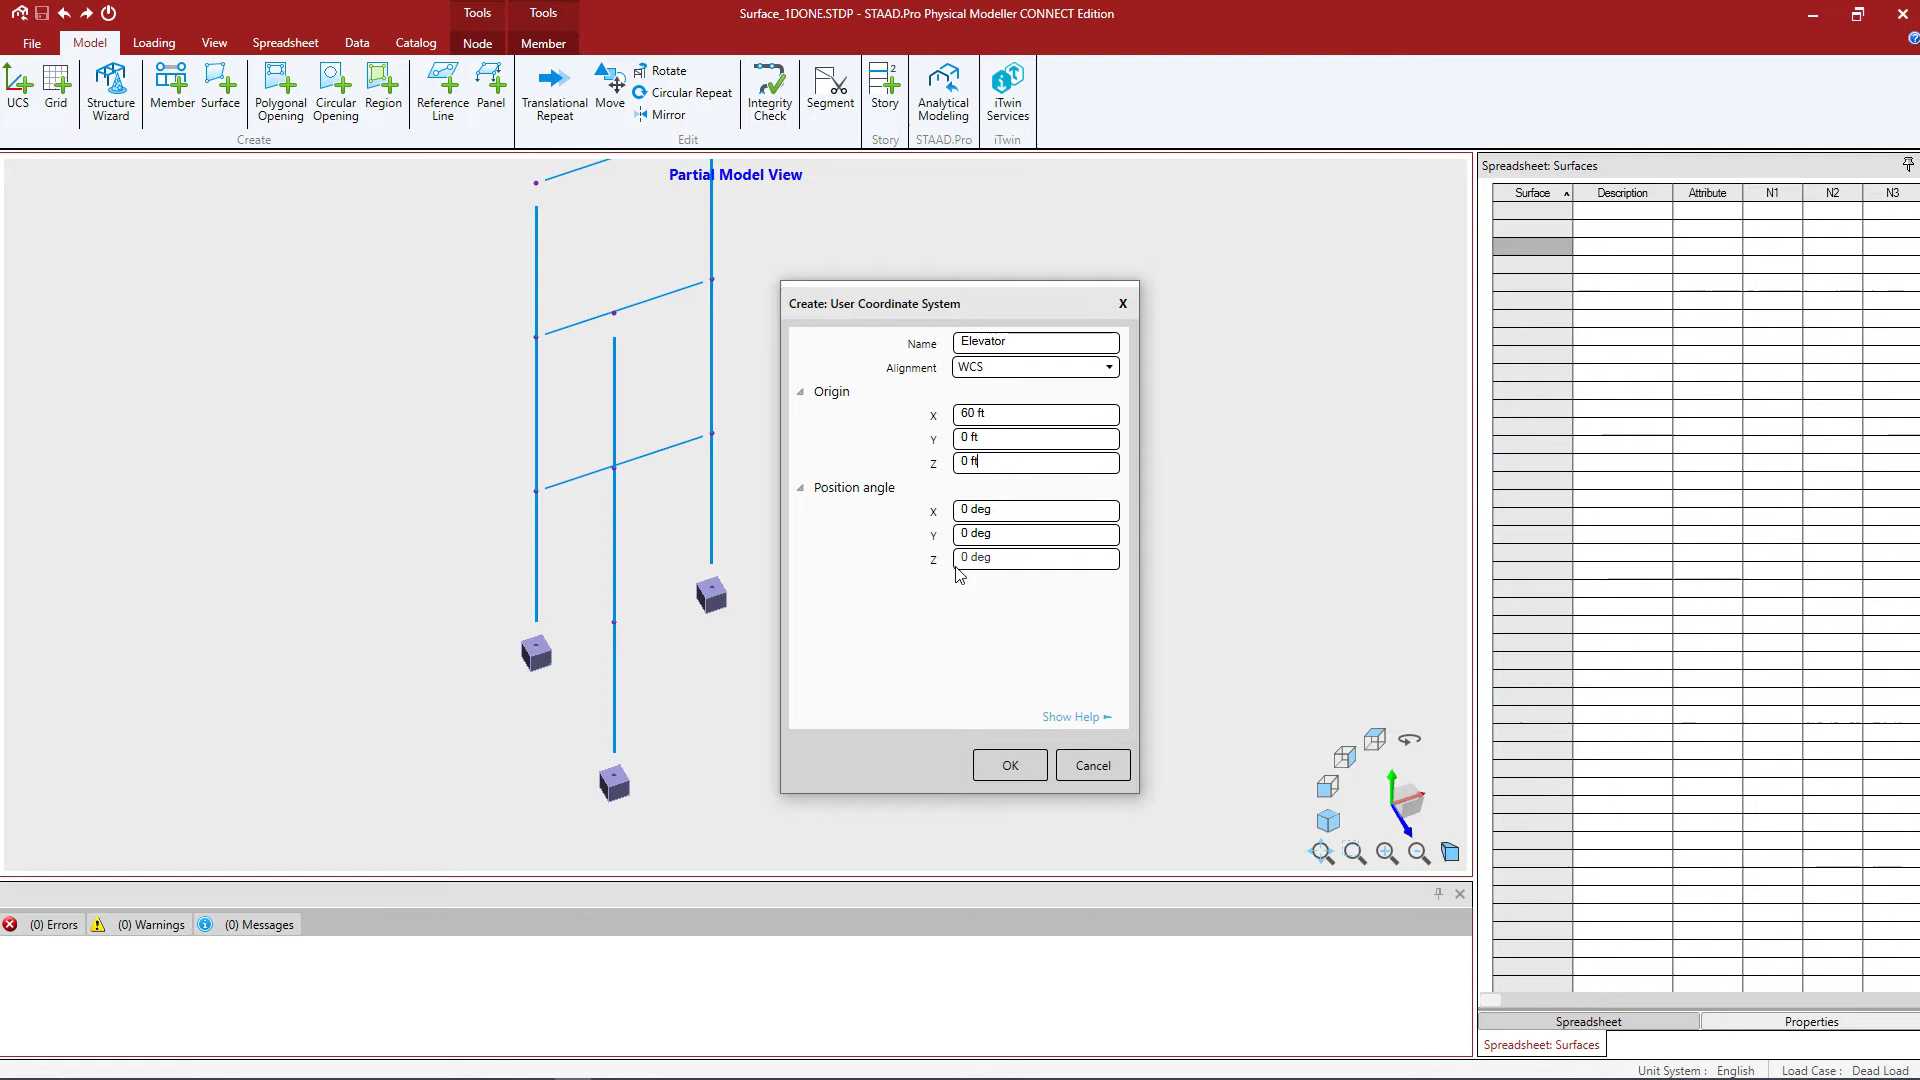 Tools
Tools
Surface_1DONE.STDP - STAAD.Pro Physical Modeller CONNECT Edition
File
Model
Loading
View
Spreadsheet
Data
Catalog
Node
Member
UCS
Grid
Structure
Wizard
Member
Surface
Polygonal
Opening
Circular
Opening
Region
Reference
Line
Panel
Translational
Repeat
Move
Rotate
Circular Repeat
Mirror
Integrity
Check
Segment
2
Story
Analytical
Modeling
iTwin
Services
Create
Edit
Story
STAAD.Pro
iTwin
Partial Model View
Create: User Coordinate System
X
Name
Elevator
Alignment
WCS
Origin
X
60 ft
Y
0 ft
Z
0 ft
Position angle
X
0 deg
Y
0 deg
Z
0 deg
Show Help
OK
Cancel
Spreadsheet: Surfaces
Surface
Description
Attribute
N1
N2
N3
(0) Errors
(0) Warnings
(0) Messages
Spreadsheet
Properties
Spreadsheet: Surfaces
Unit System : English
Load Case : Dead Load